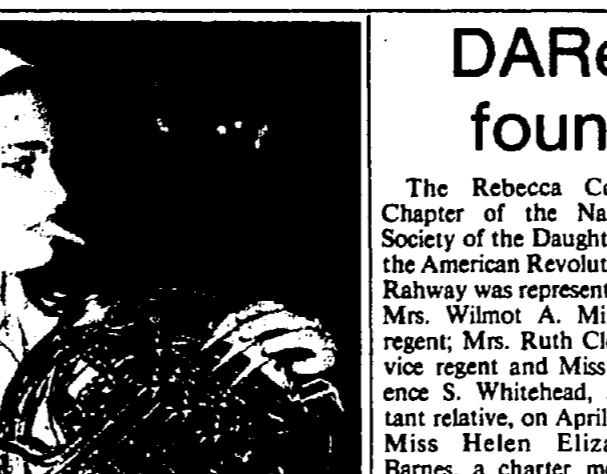 DARe
foun
The Rebecca Co
Chapter of the Na
Society of the Daught
the American Revolut
Rahway was represent
Mrs. Wilmot A. Mi
regent; Mrs. Ruth Cl
vice regent and Miss
ence S. Whitehead,
tant relative, on April
Miss Helen Eliza
Barnes, a charter me